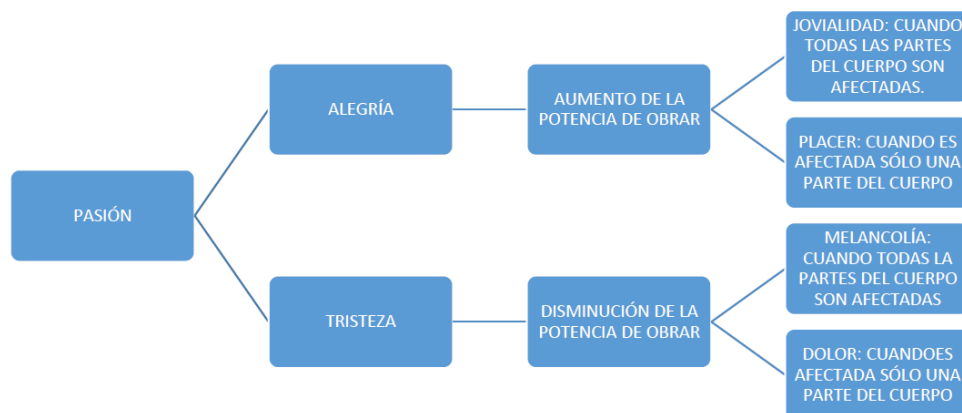 PASIÓN
ALEGRÍA
AUMENTO DE LA
POTENCIA DE OBRAR
JOVIALIDAD: CUANDO
TODAS LAS PARTES
DEL CUERPO SON
AFECTADAS.
PLACER: CUANDO ES
AFECTADA SÓLO UNA
PARTE DEL CUERPO
TRISTEZA
DISMINUCIÓN DE LA
POTENCIA DE OBRAR
MELANCOLÍA:
CUANDO TODAS LA
PARTES DEL CUERPO
SON AFECTADAS
DOLOR: CUANDOES
AFECTADA SÓLO UNA
PARTE DEL CUERPO